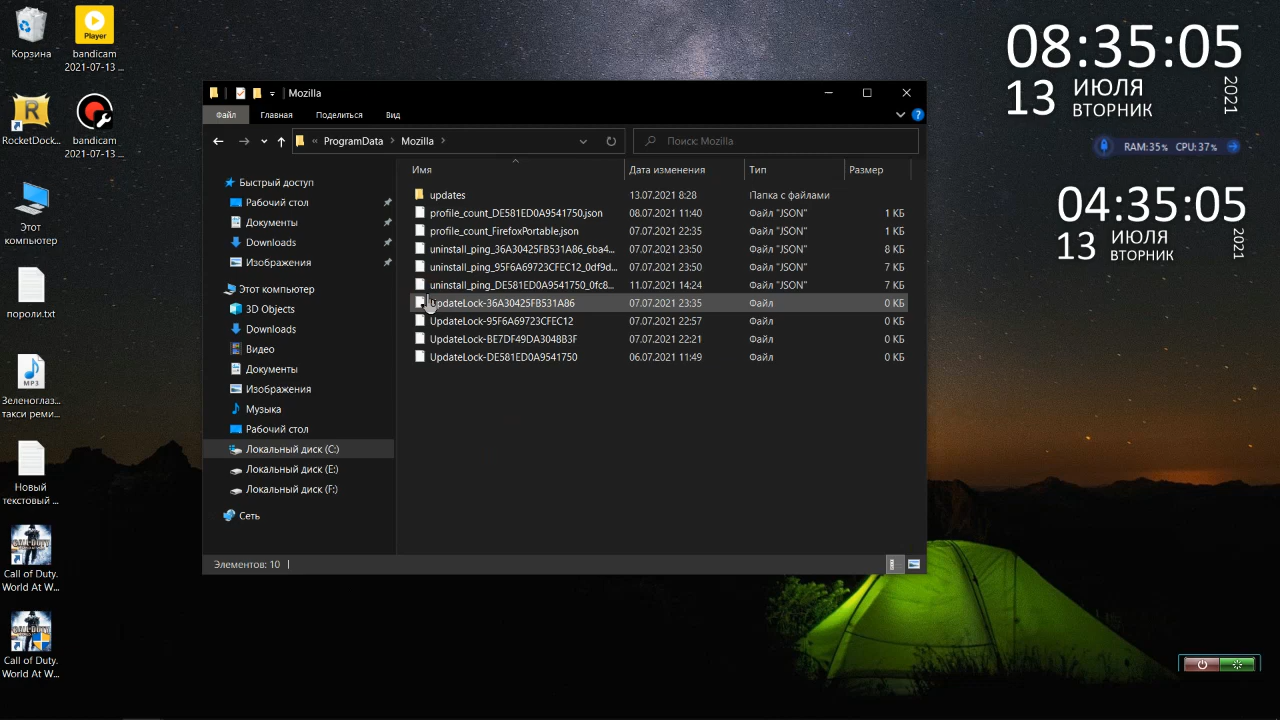 Корзина
bandicam
2021-07-13 ...
Player
RocketDock...
bandicam
2021-07-13 ...
Этот
компьютер
пороли.txt
MP3
Зеленоглаз...
такси реми...
Новый
текстовый ...
Call of Duty.
World At W...
Call of Duty.
World At W...
Mozilla
Файл
Главная
Поделиться
Вид
« ProgramData > Mozilla >
Поиск: Mozilla
Быстрый доступ
Рабочий стол
Документы
Downloads
Изображения
Этот компьютер
3D Objects
Downloads
Видео
Документы
Изображения
Музыка
Рабочий стол
Локальный диск (C:)
Локальный диск (E:)
Локальный диск (F:)
Сеть
Имя Дата изменения Тип Размер
updates 13.07.2021 8:28 Папка с файлами
profile_count_DE581ED0A9541750.json 08.07.2021 11:40 Файл "JSON" 1 КБ
profile_count_FirefoxPortable.json 07.07.2021 22:35 Файл "JSON" 1 КБ
uninstall_ping_36A30425FB531A86_6ba4... 07.07.2021 23:50 Файл "JSON" 8 КБ
uninstall_ping_95F6A69723CFEC12_0df9d... 07.07.2021 23:50 Файл "JSON" 7 КБ
uninstall_ping_DE581ED0A9541750_0fc8... 11.07.2021 14:24 Файл "JSON" 7 КБ
UpdateLock-36A30425FB531A86 07.07.2021 23:35 Файл 0 КБ
UpdateLock-95F6A69723CFEC12 07.07.2021 22:57 Файл 0 КБ
UpdateLock-BE7DF49DA3048B3F 07.07.2021 22:21 Файл 0 КБ
UpdateLock-DE581ED0A9541750 06.07.2021 11:49 Файл 0 КБ
Элементов: 10
08:35:05
13 ИЮЛЯ
ВТОРНИК
2021
RAM:35% CPU:37%
04:35:05
13 ИЮЛЯ
ВТОРНИК
2021